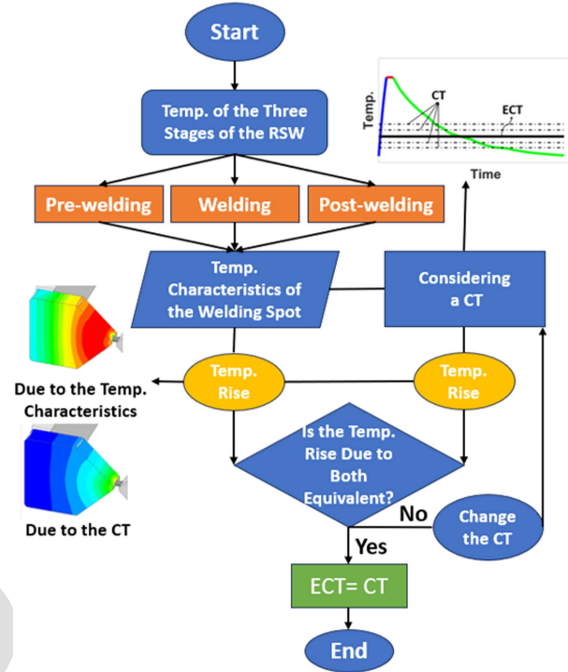 Start
Temp. of the Three
Stages of the RSW
Temp.
CT
ECT
Time
Pre-welding
Welding
Post-welding
Temp.
Characteristics of
the Welding Spot
Considering
a CT
Temp.
Rise
Temp.
Rise
Due to the Temp.
Characteristics
Is the Temp.
Rise Due to
Both
Equivalent?
Due to the CT
No
Change
the CT
Yes
ECT= CT
End